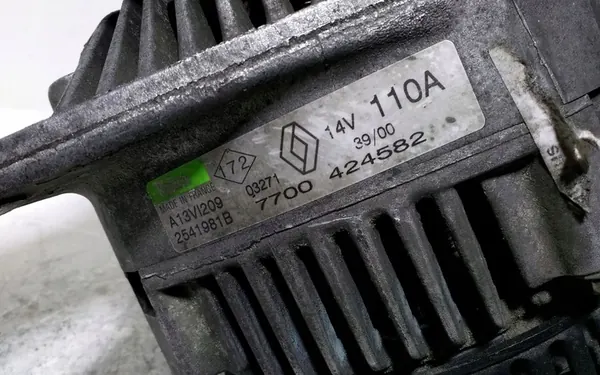 MADE IN FRANCE
A13VI209
2541981B
72
03271
14V 110A
39/00
7700 424582